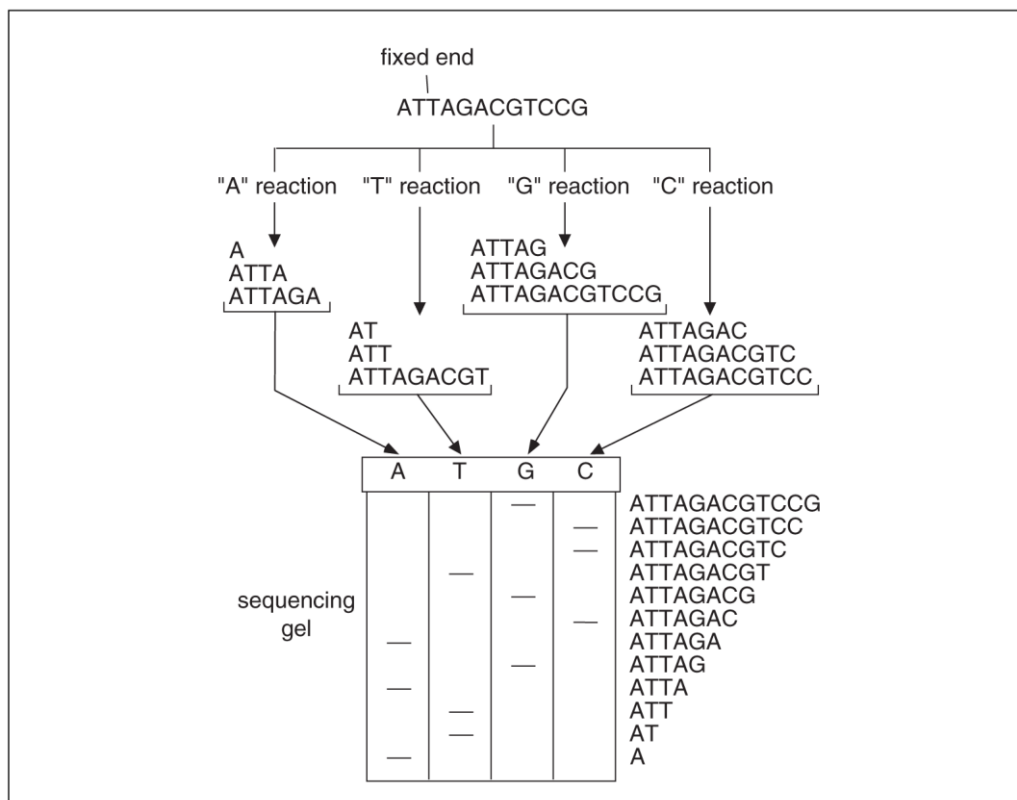 fixed end
ATTAGACGTCCG
"A" reaction "T" reaction "G" reaction "C" reaction
A
ATTA
ATTAGA
AT
ATT
ATTAGACGT
ATTAG
ATTAGACG
ATTAGACGTCCG
ATTAGAC
ATTAGACGTC
ATTAGACGTCC
A T G C
sequencing
gel
ATTAGACGTCCG
ATTAGACGTCC
ATTAGACGTC
ATTAGACGT
ATTAGACG
ATTAGAC
ATTAGA
ATTAG
ATTA
ATT
AT
A